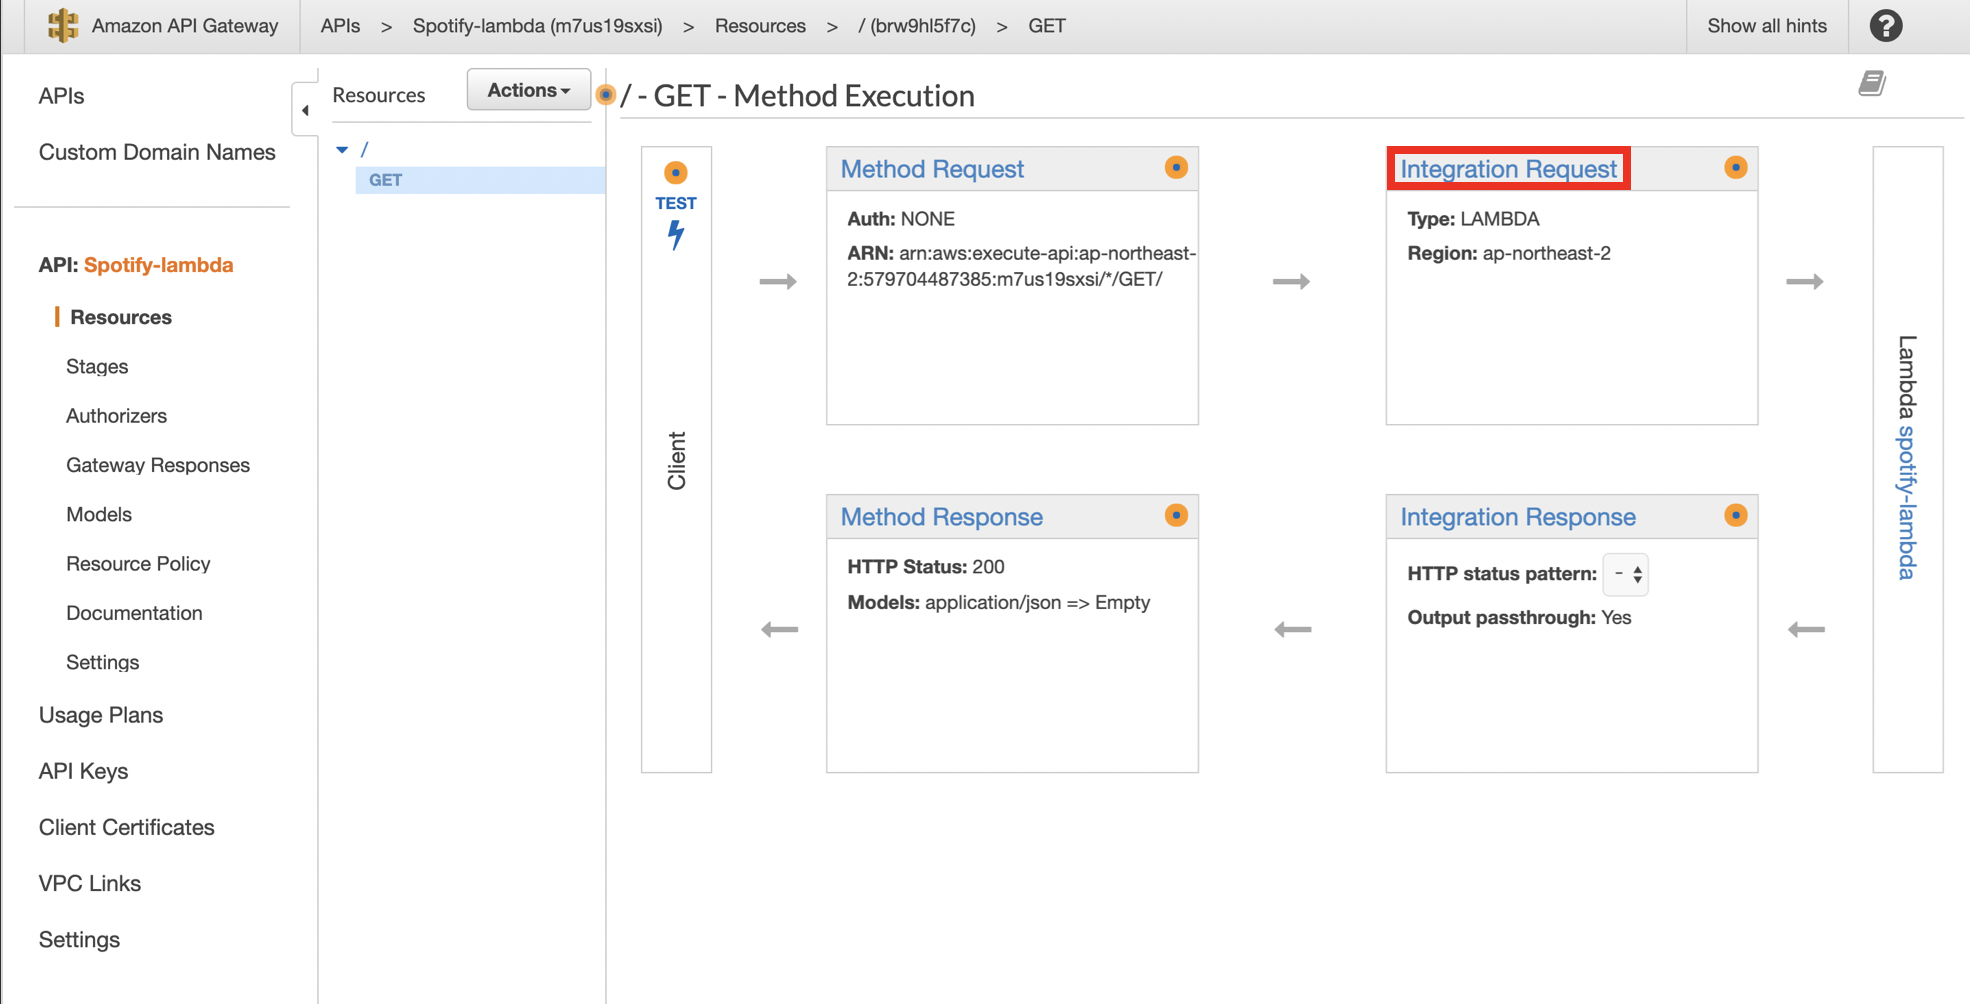 Amazon API Gateway
APIs > Spotify-lambda (m7us19sxsi) > Resources > / (brw9hl5f7c) > GET
Show all hints
?
APIs
Custom Domain Names
API: Spotify-lambda
Resources
Stages
Authorizers
Gateway Responses
Models
Resource Policy
Documentation
Settings
Usage Plans
API Keys
Client Certificates
VPC Links
Settings
Resources
Actions
/
GET
/ - GET - Method Execution
TEST
Client
Method Request
Auth: NONE
ARN: arn:aws:execute-api:ap-northeast-
2:579704487385:m7us19sxsi/*/GET/
Integration Request
Type: LAMBDA
Region: ap-northeast-2
Method Response
HTTP Status: 200
Models: application/json => Empty
Integration Response
HTTP status pattern: -
Output passthrough: Yes
Lambda spotify-lambda